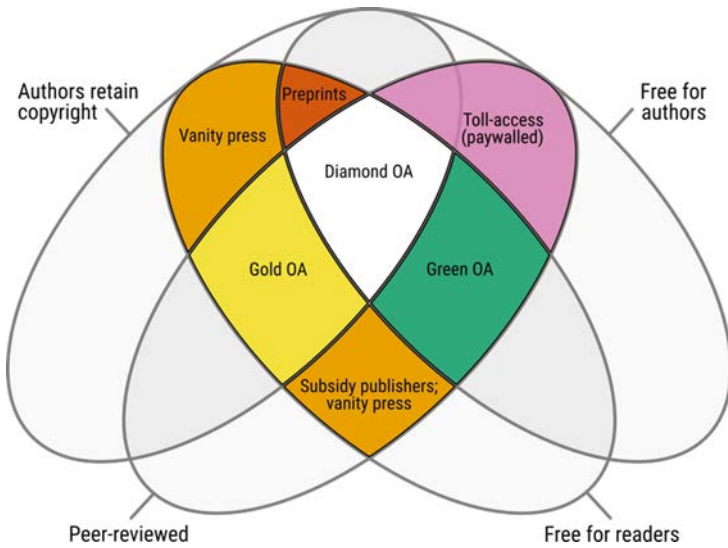 Authors retain
copyright
Free for
authors
Preprints
Vanity press
Toll-access
(paywalled)
Diamond OA
Gold OA
Green OA
Subsidy publishers;
vanity press
Peer-reviewed
Free for readers